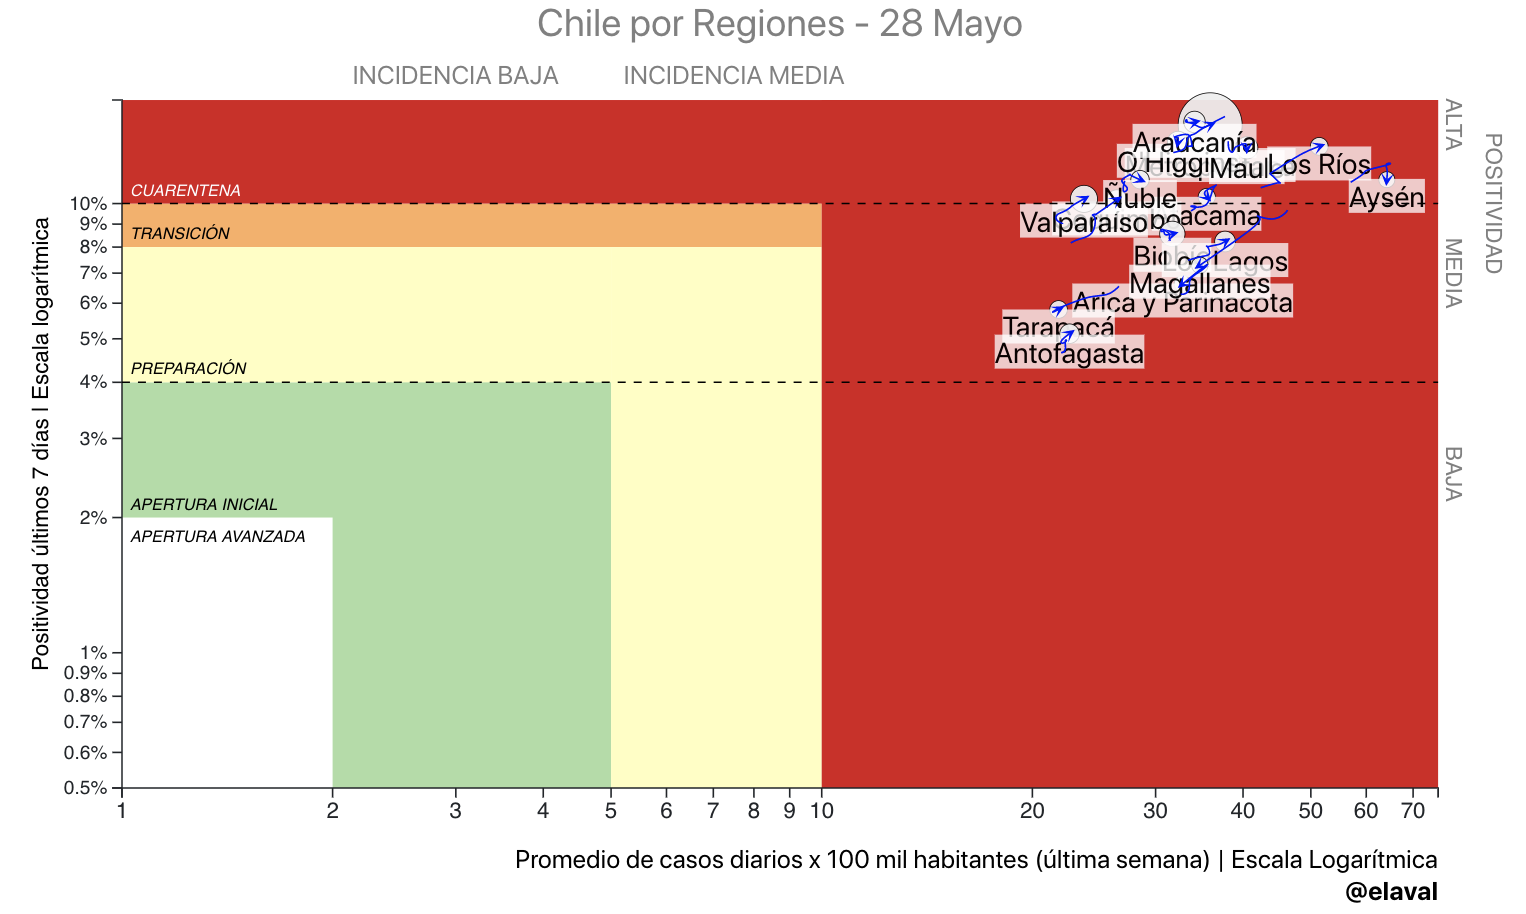 Chile por Regiones - 28 Mayo
INCIDENCIA BAJA
INCIDENCIA MEDIA
ALTA
MEDIA
BAJA
POSITIVIDAD
Positividad últimos 7 días I Escala logarítmica
10%
9%
8%
7%
6%
5%
4%
3%
2%
1%
0.9%
0.8%
0.7%
0.6%
0.5%
CUARENTENA
TRANSICIÓN
PREPARACIÓN
APERTURA INICIAL
APERTURA AVANZADA
Araucanía
O'Higgins
Maule
Los Ríos
Aysén
Ñuble
Valparaíso
acama
Biobío
Los Lagos
Magallanes
Arica y Parinacota
Tarapacá
Antofagasta
1
2
3
4
5
6
7
8
9
10
20
30
40
50
60
70
Promedio de casos diarios x 100 mil habitantes (última semana) | Escala Logarítmica
@elaval